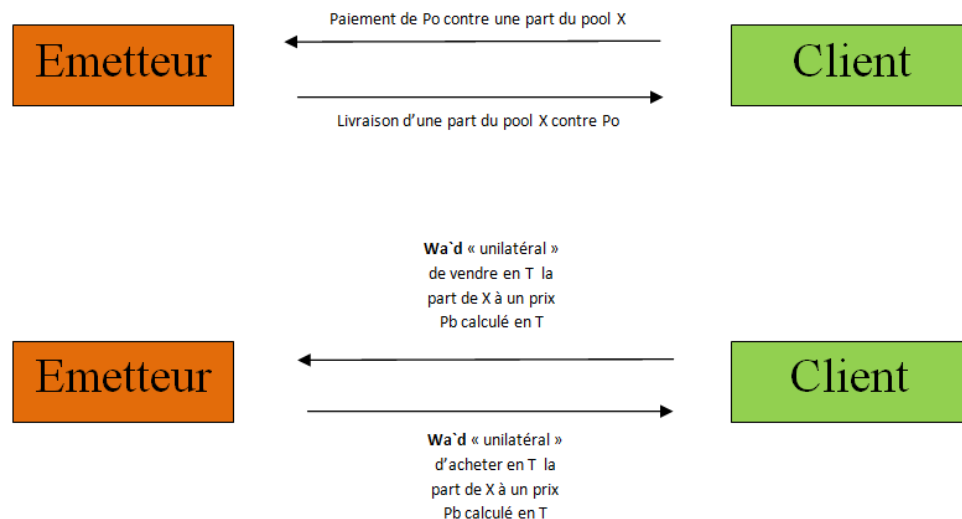 Paiement de Po contre une part du pool X
Emetteur
Client
Livraison d'une part du pool X contre Po
Wa`d « unilatéral »
de vendre en T la
part de X à un prix
Pb calculé en T
Emetteur
Client
Wa`d « unilatéral »
d'acheter en T la
part de X à un prix
Pb calculé en T